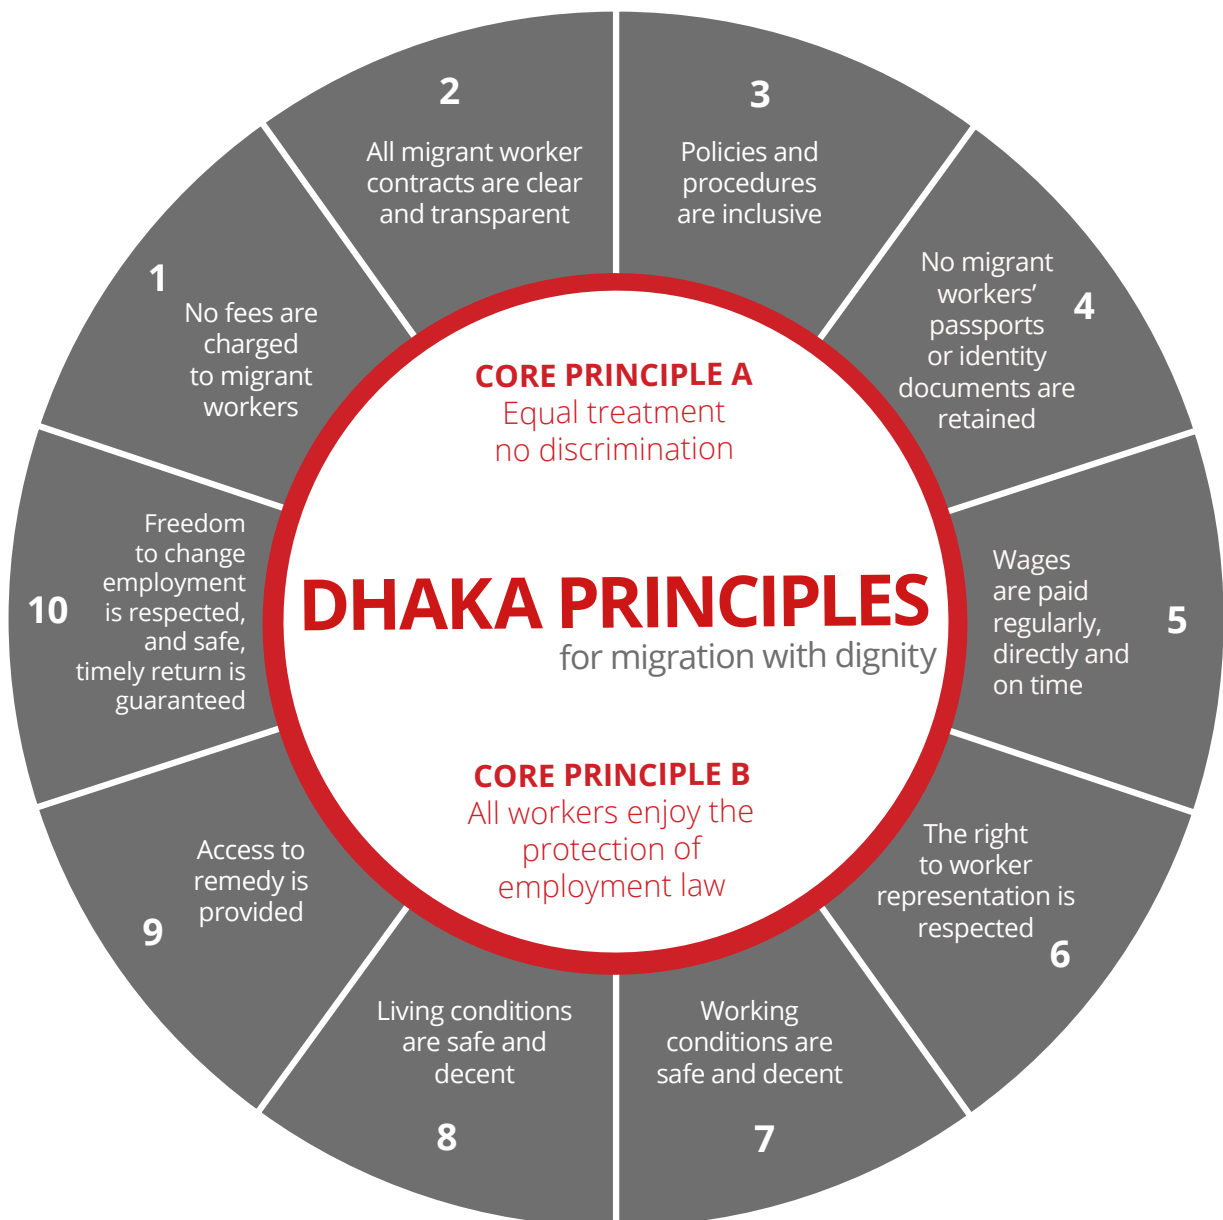 DHAKA PRINCIPLES
for migration with dignity
CORE PRINCIPLE A
Equal treatment
no discrimination
CORE PRINCIPLE B
All workers enjoy the
protection of
employment law
1
No fees are
charged
to migrant
workers
2
All migrant worker
contracts are clear
and transparent
3
Policies and
procedures
are inclusive
4
No migrant
workers’
passports
or identity
documents are
retained
5
Wages
are paid
regularly,
directly and
on time
6
The right
to worker
representation is
respected
7
Working
conditions are
safe and decent
8
Living conditions
are safe and
decent
9
Access to
remedy is
provided
10
Freedom
to change
employment
is respected,
and safe,
timely return is
guaranteed